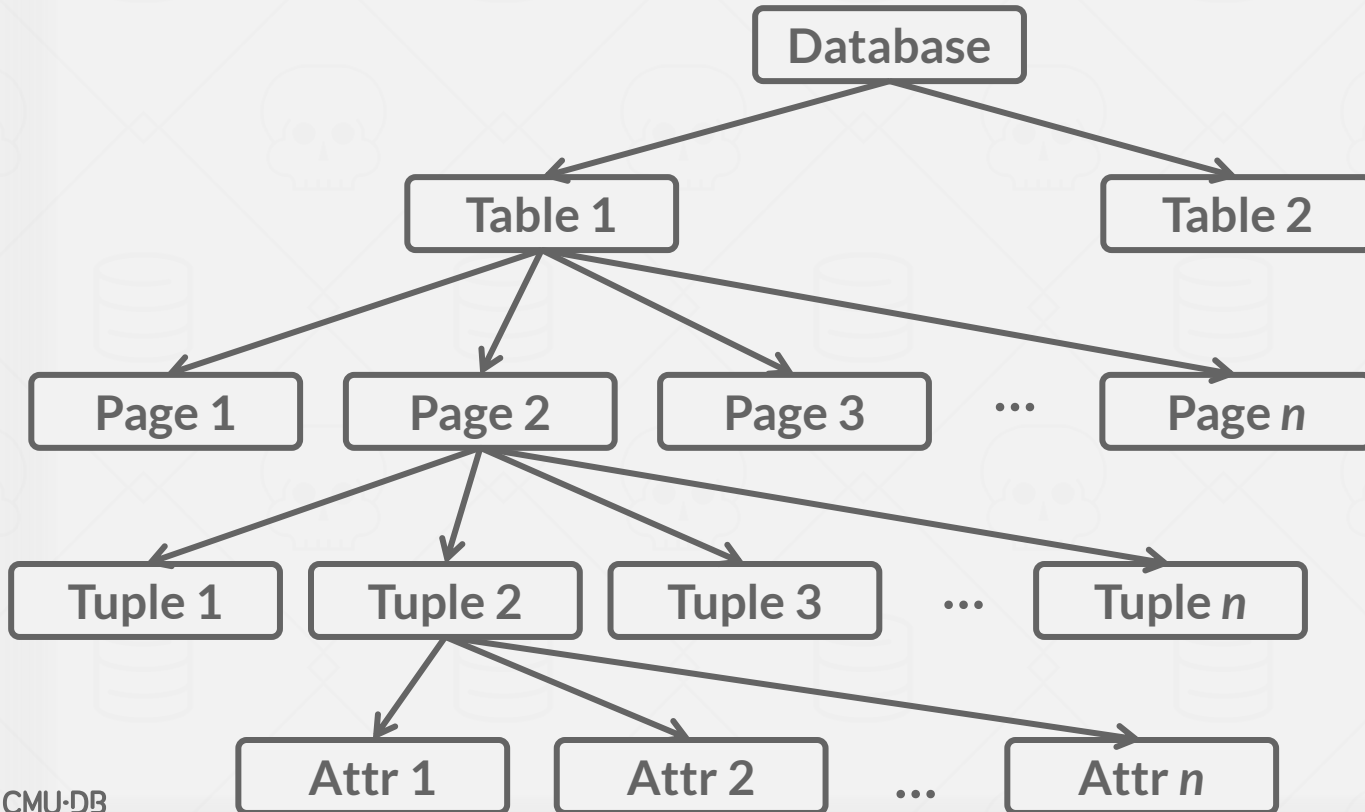 Database
Table 1
Table 2
Page 1
Page 2
Page 3
...
Page n
Tuple 1
Tuple 2
Tuple 3
...
Tuple n
Attr 1
Attr 2
...
Attr n
CMU·DB